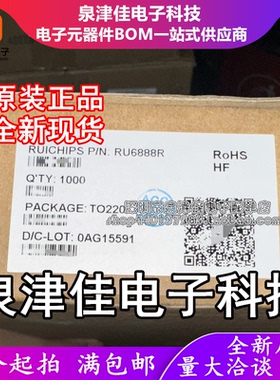 泉津佳电子科技
电子元器件BOM一站式供应商
原装正品
全新现货
RUICHIPS P/N: RU6888R
RoHS
HF
Q'TY: 1000
PACKAGE: TO220
D/C-LOT: 0AG15591
泉津佳电子科技
个起拍 满包邮
全新原
量大洽谈